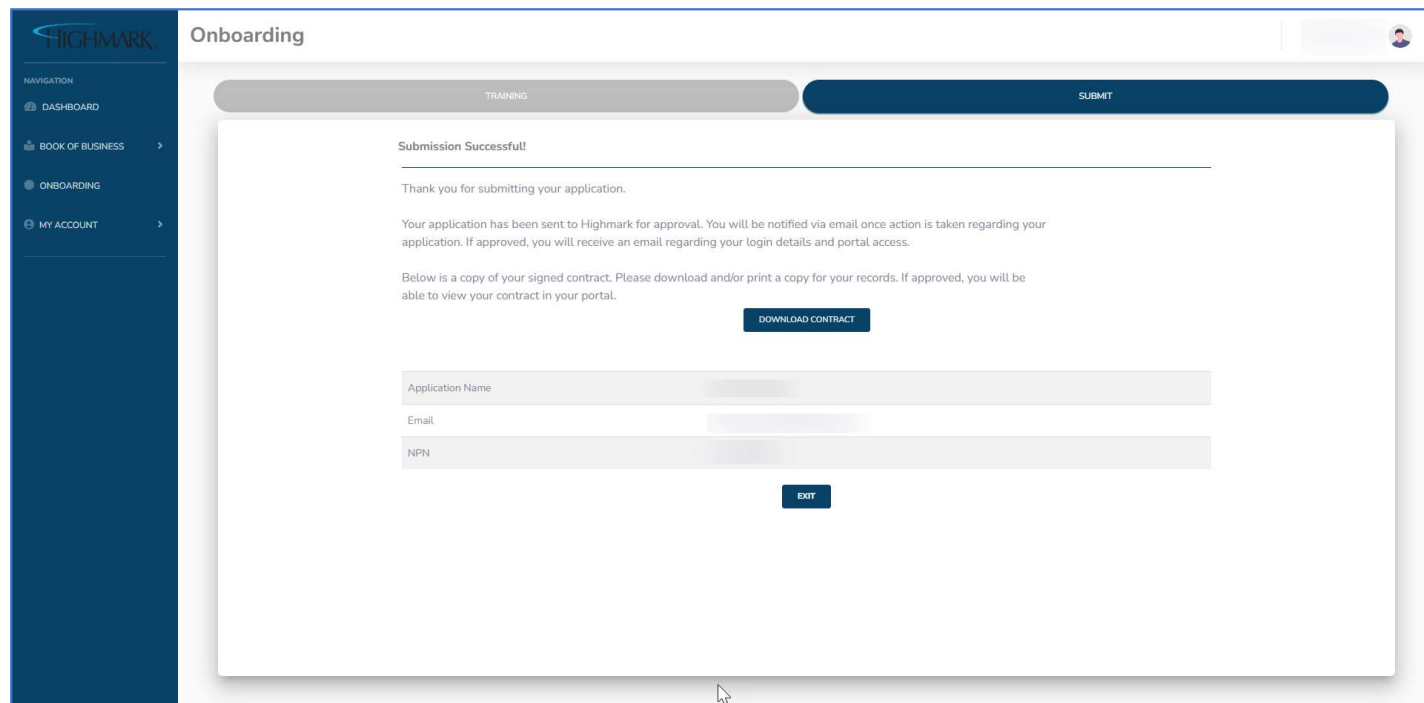 HIGHMARK
Onboarding
NAVIGATION
DASHBOARD
BOOK OF BUSINESS
ONBOARDING
MY ACCOUNT
TRAINING
SUBMIT
Submission Successful!
Thank you for submitting your application.
Your application has been sent to Highmark for approval. You will be notified via email once action is taken regarding your
application. If approved, you will receive an email regarding your login details and portal access.
Below is a copy of your signed contract. Please download and/or print a copy for your records. If approved, you will be
able to view your contract in your portal.
DOWNLOAD CONTRACT
Application Name
Email
NPN
EXIT